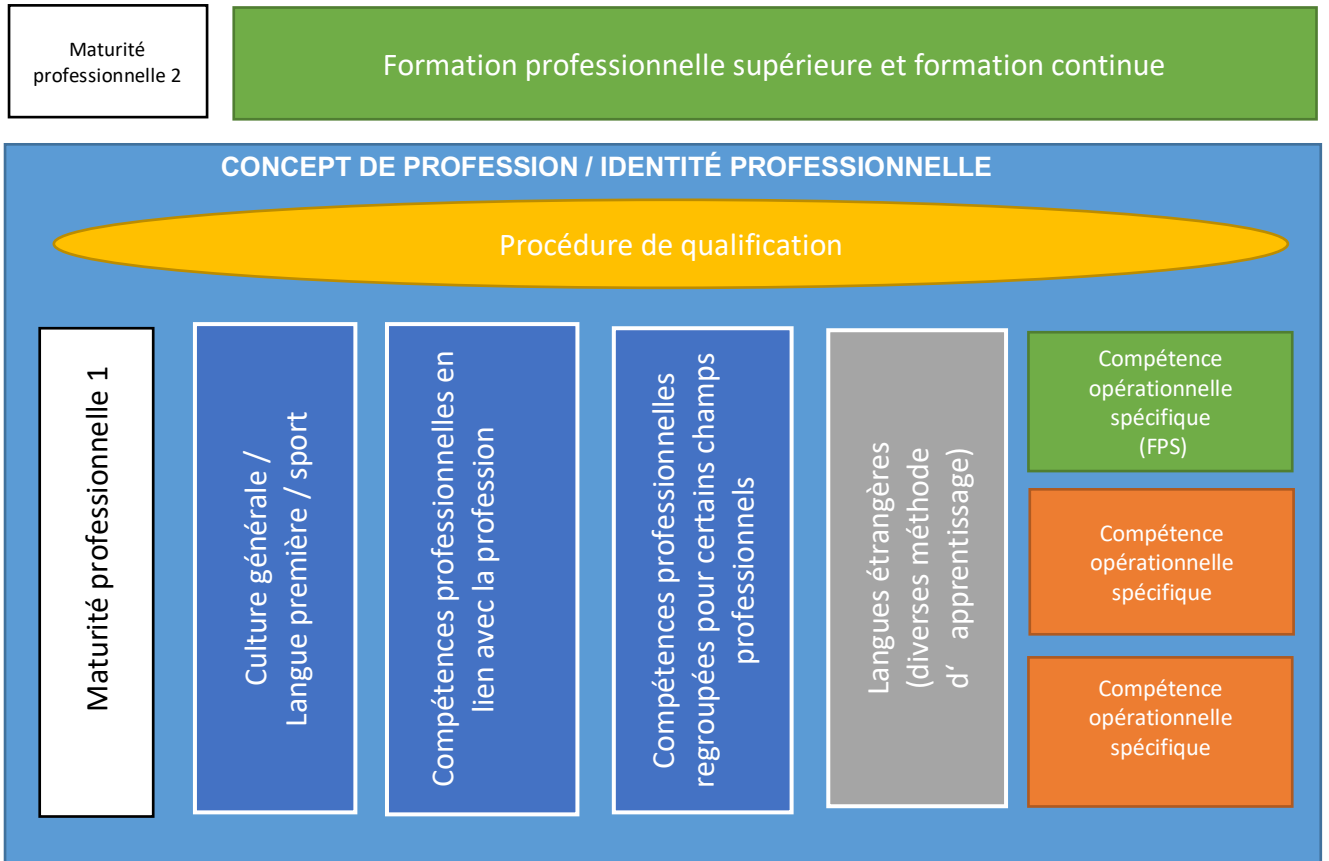 Maturité
professionnelle 2
Formation professionnelle supérieure et formation continue
CONCEPT DE PROFESSION / IDENTITÉ PROFESSIONNELLE
Procédure de qualification
Maturité professionnelle 1
Culture générale /
Langue première / sport
Compétences professionnelles en
lien avec la profession
Compétences professionnelles
regroupées pour certains champs
professionnels
Langues étrangères
(diverses méthode
d‘ apprentissage)
Compétence
opérationnelle
spécifique
(FPS)
Compétence
opérationnelle
spécifique
Compétence
opérationnelle
spécifique